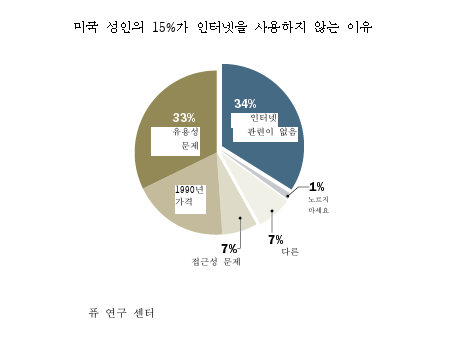 미국 성인의 15%가 인터넷을 사용하지 않는 이유
34%
인터넷
관련이 없음
33%
유용성
문제
1990년
가격
1%
노르지
마세요
7%
다른
7%
접근성 문제
퓨 연구 센터